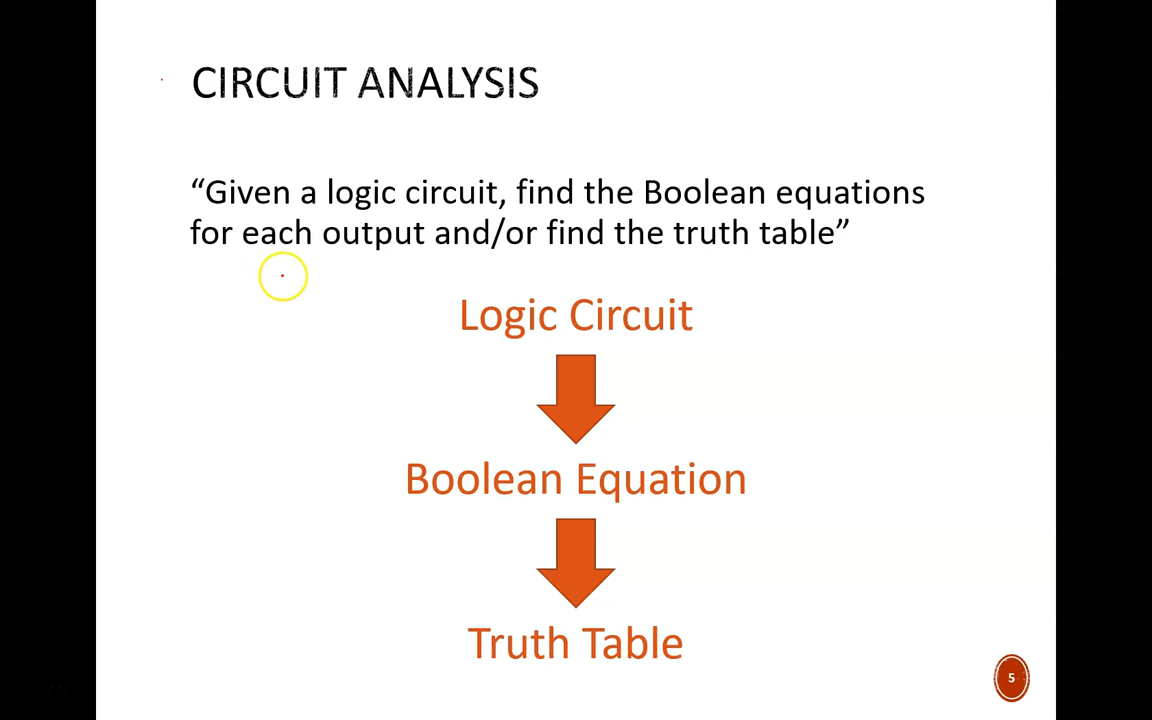 CIRCUIT ANALYSIS
“Given a logic circuit, find the Boolean equations
for each output and/or find the truth table”
Logic Circuit
Boolean Equation
Truth Table
5